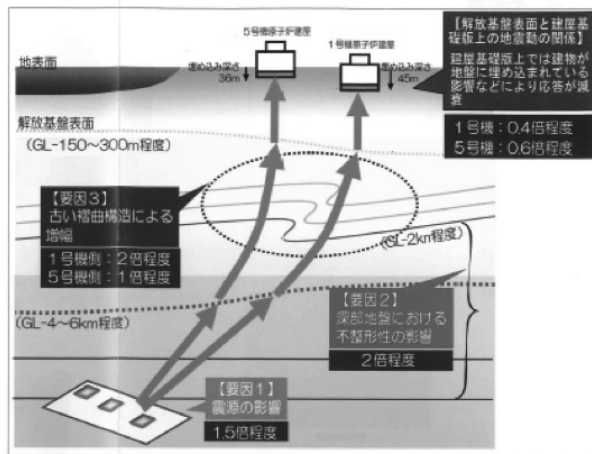 5号機原子炉建屋
1号機原子炉建屋
地表面
埋め込み深さ
36m
埋め込み深さ
45m
【解放基盤表面と建屋基
礎版上の地震動の関係】
建屋基礎版上では建物が
地盤に埋め込まれている
影響などにより応答が減
衰
1号機：0.4倍程度
5号機：0.6倍程度
解放基盤表面
(GL-150～300m程度)
【要因3】
古い褶曲構造による
増幅
1号機側：2倍程度
5号機側：1倍程度
(GL-2km程度)
(GL-4～6km程度)
【要因2】
深部地盤における
不整形性の影響
2倍程度
【要因1】
震源の影響
1.5倍程度